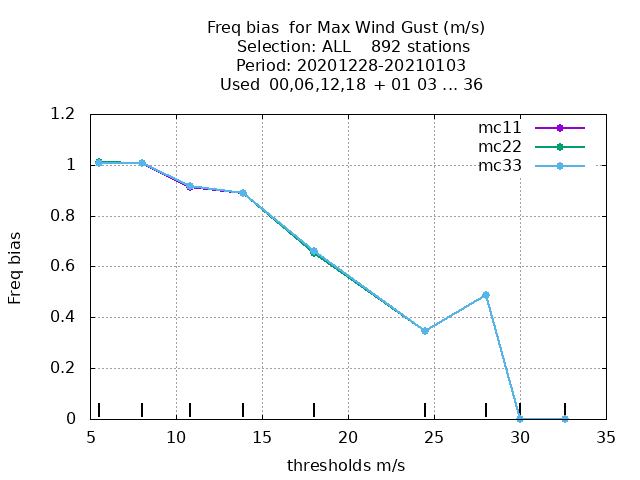 Freq bias  for Max Wind Gust (m/s)
Selection: ALL    892 stations
Period: 20201228-20210103
Used  00,06,12,18  + 01 03 ... 36
mc11
mc22
mc33
1.2
1
0.8
0.6
0.4
0.2
0
Freq bias
5 10 15 20 25 30 35
thresholds m/s